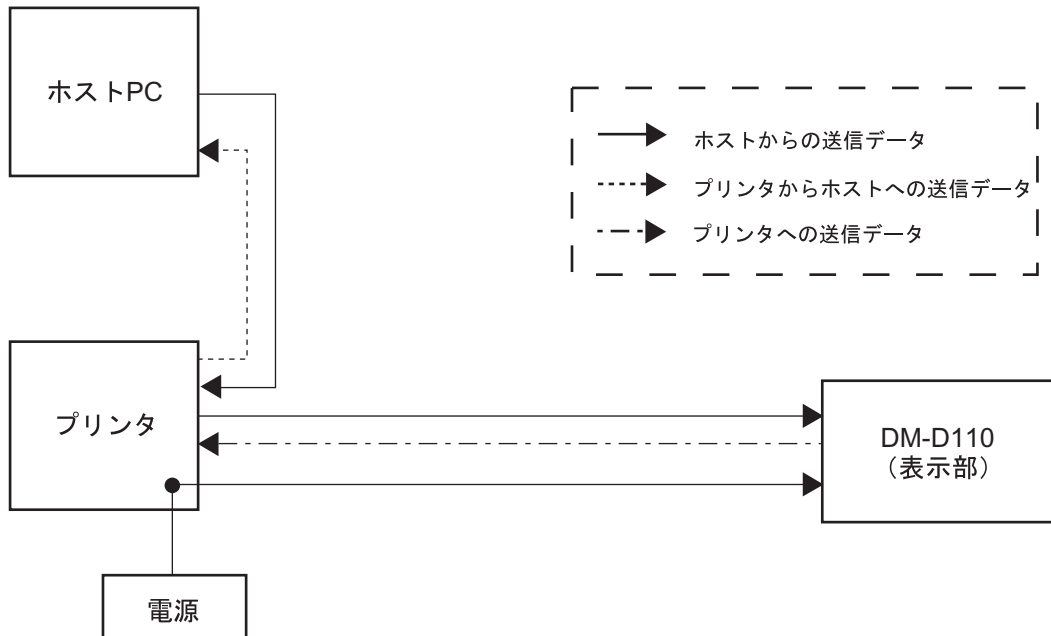 ホストPC
ホストからの送信データ
プリンタからホストへの送信データ
プリンタへの送信データ
プリンタ
DM-D110
（表示部）
電源